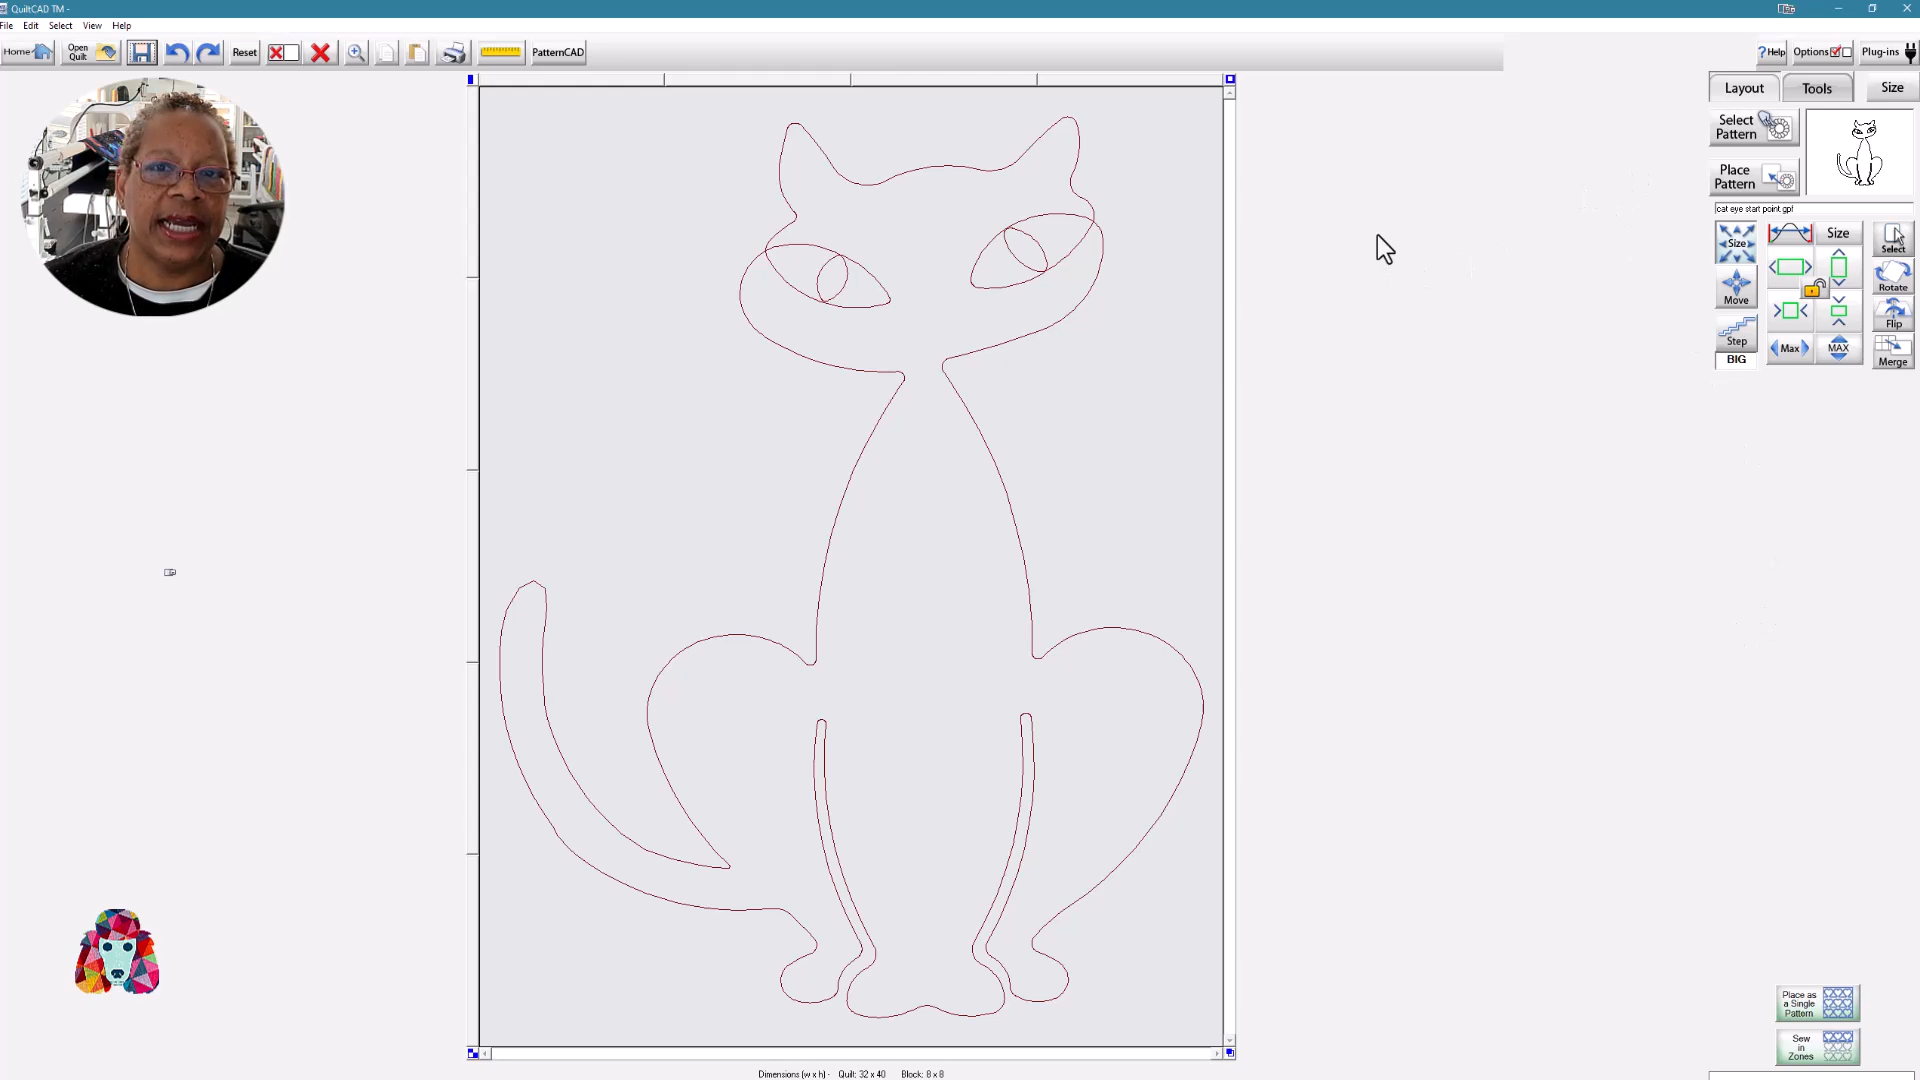 QuiltCAD TM -
File Edit Select View Help
Home
Open
Quilt
Reset
PatternCAD
?Help
Options
Plug-ins
Layout
Tools
Size
Select
Pattern
Place
Pattern
cat eye start point.gpf
Size
Size
Select
Move
Rotate
Step
Flip
BIG
Max
MAX
Merge
Place as
a Single
Pattern
Sew
in
Zones
Dimensions (w x h) - Quilt: 32 x 40 Block: 8 x 8